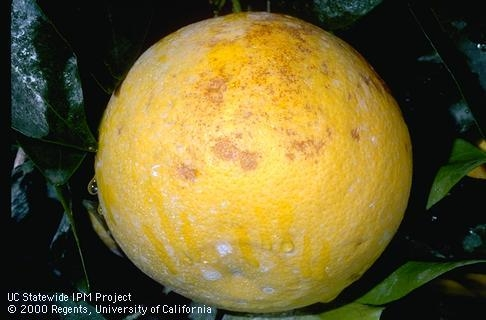 UC Statewide IPM Project
© 2000 Regents, University of California